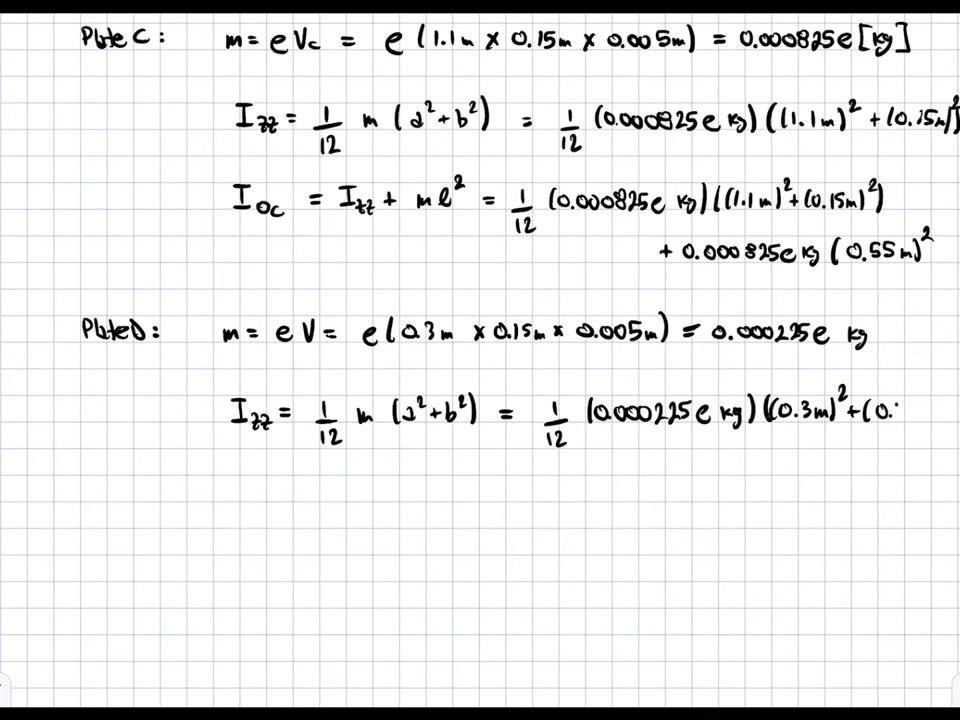 Plate C: m = ρ Vc = ρ (1.1m × 0.15m × 0.005m) = 0.000825ρ [kg]
Izz = 1/12 m (a² + b²) = 1/12 (0.000825ρ kg) ((1.1m)² + (0.15m)²
Ioc = Izz + ml² = 1/12 (0.000825ρ kg) ((1.1m)² + (0.15m)²)
+ 0.000825ρ kg (0.55m)²
Plate D: m = ρ V = ρ (0.3m × 0.15m × 0.005m) = 0.000225ρ kg
Izz = 1/12 m (a² + b²) = 1/12 (0.000225ρ kg) ((0.3m)² + (0.